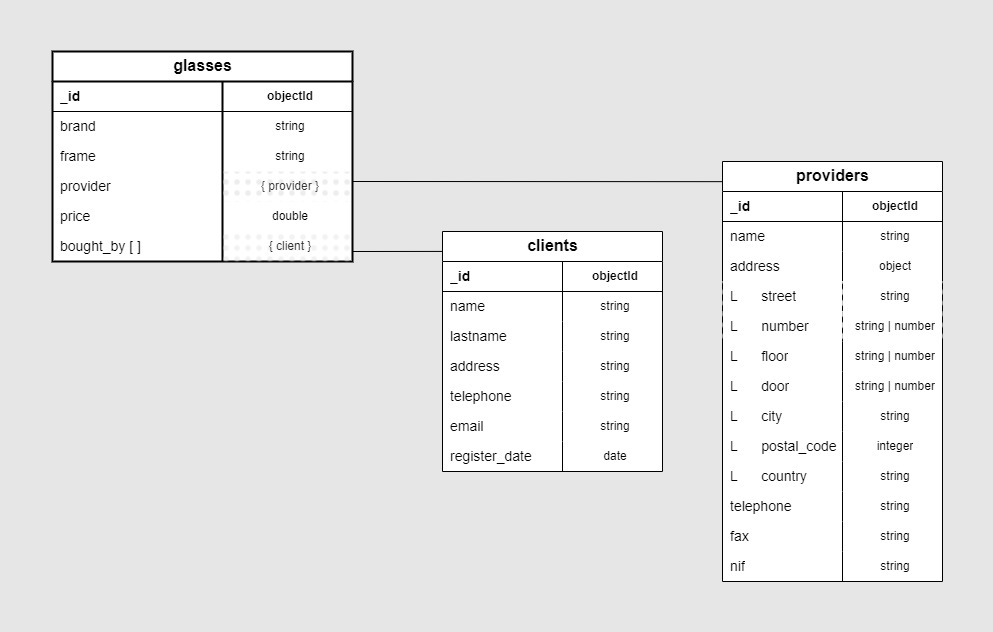 glasses
_id objectId
brand string
frame string
provider { provider }
price double
bought_by [ ] { client }
clients
_id objectId
name string
lastname string
address string
telephone string
email string
register_date date
providers
_id objectId
name string
address object
L street string
L number string | number
L floor string | number
L door string | number
L city string
L postal_code integer
L country string
telephone string
fax string
nif string